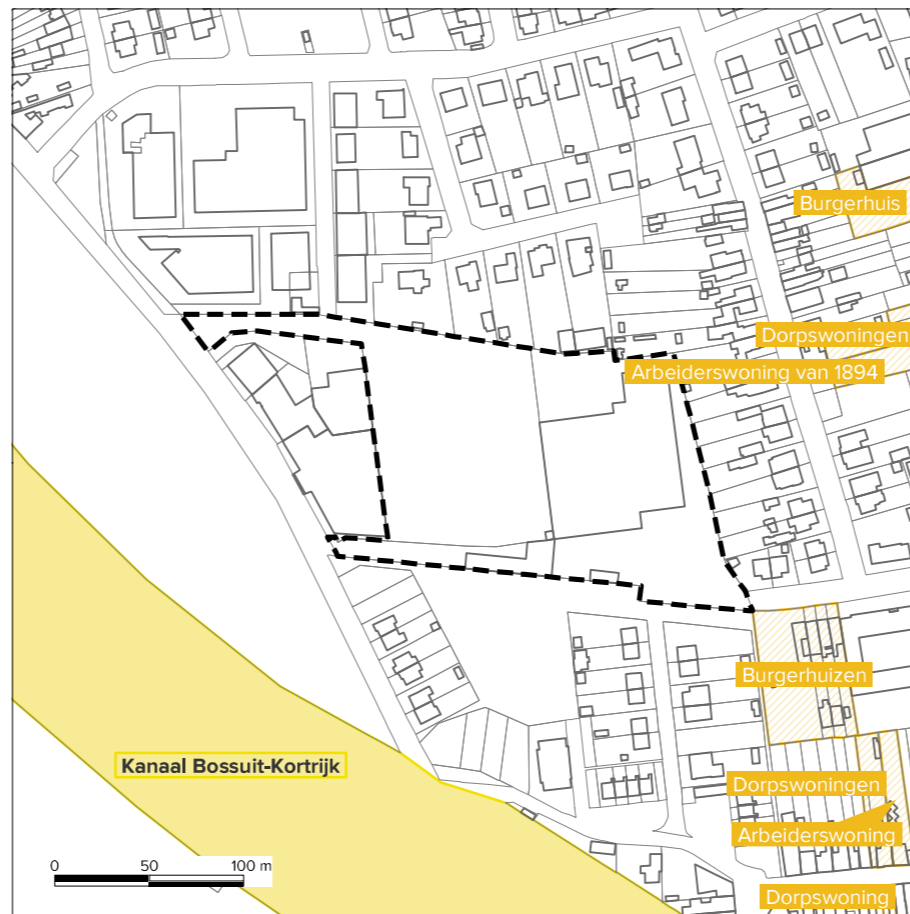 Burgerhuis
Dorpswoningen
Arbeiderswoning van 1894
Burgerhuizen
Kanaal Bossuit-Kortrijk
Dorpswoningen
Arbeiderswoning
Dorpswoning
0 50 100 m